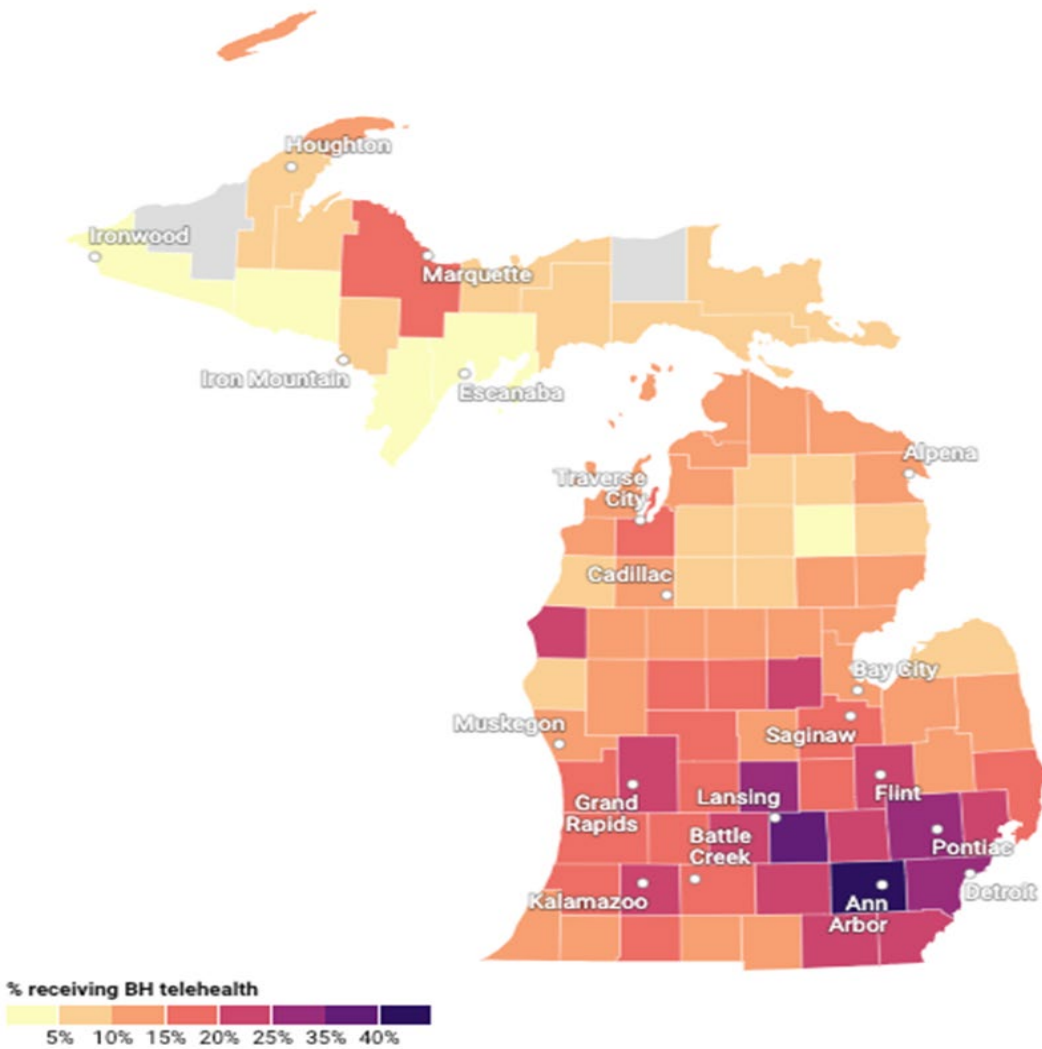 Houghton
Ironwood
Marquette
Iron Mountain
Escanaba
Alpena
Traverse
City
Cadillac
Bay City
Muskegon
Saginaw
Grand
Rapids
Lansing
Flint
Battle
Creek
Pontiac
Kalamazoo
Ann
Arbor
Detroit
% receiving BH telehealth
5% 10% 15% 20% 25% 35% 40%